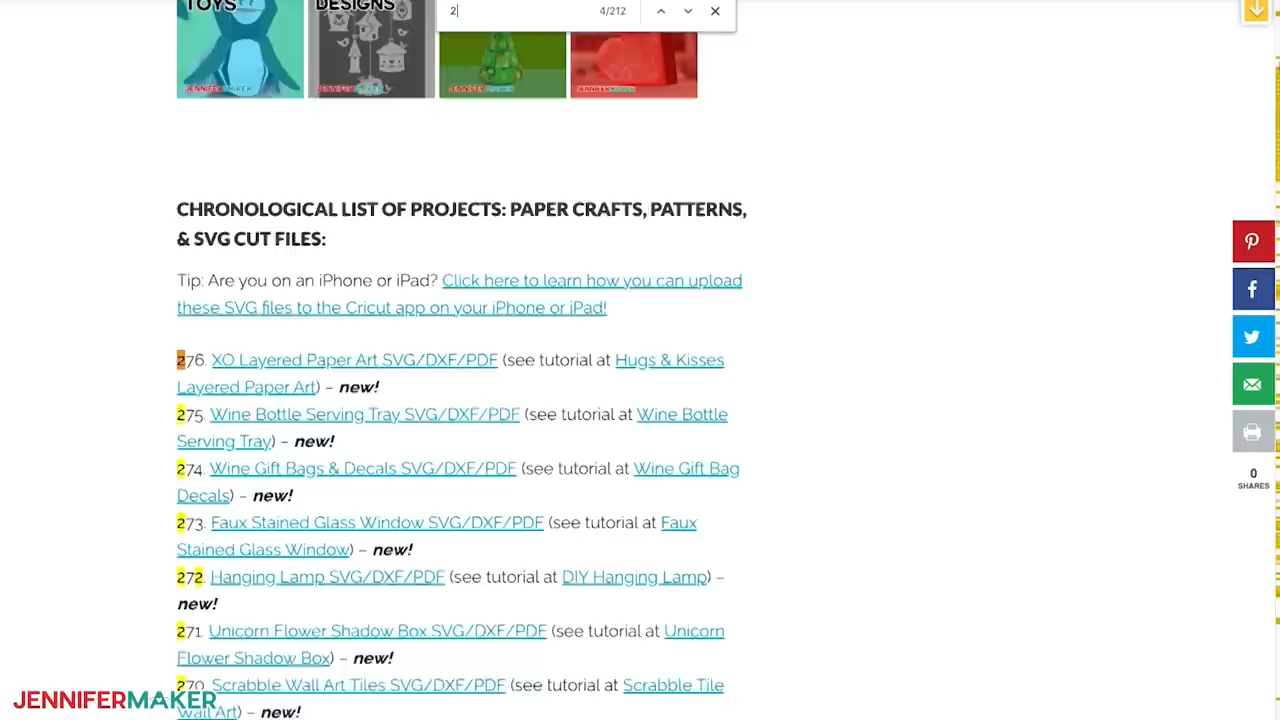 TOYS
DESIGNS
2
4/212
JENNIFERMAKER
JENNIFERMAKER
JENNIFERMAKER
JENNIFERMAKER
CHRONOLOGICAL LIST OF PROJECTS: PAPER CRAFTS, PATTERNS,
& SVG CUT FILES:
Tip: Are you on an iPhone or iPad? Click here to learn how you can upload
these SVG files to the Cricut app on your iPhone or iPad!
276. XO Layered Paper Art SVG/DXF/PDF (see tutorial at Hugs & Kisses
Layered Paper Art) – new!
275. Wine Bottle Serving Tray SVG/DXF/PDF (see tutorial at Wine Bottle
Serving Tray) – new!
274. Wine Gift Bags & Decals SVG/DXF/PDF (see tutorial at Wine Gift Bag
Decals) – new!
273. Faux Stained Glass Window SVG/DXF/PDF (see tutorial at Faux
Stained Glass Window) – new!
272. Hanging Lamp SVG/DXF/PDF (see tutorial at DIY Hanging Lamp) –
new!
271. Unicorn Flower Shadow Box SVG/DXF/PDF (see tutorial at Unicorn
Flower Shadow Box) – new!
270. Scrabble Wall Art Tiles SVG/DXF/PDF (see tutorial at Scrabble Tile
Wall Art) – new!
0
SHARES
JENNIFERMAKER